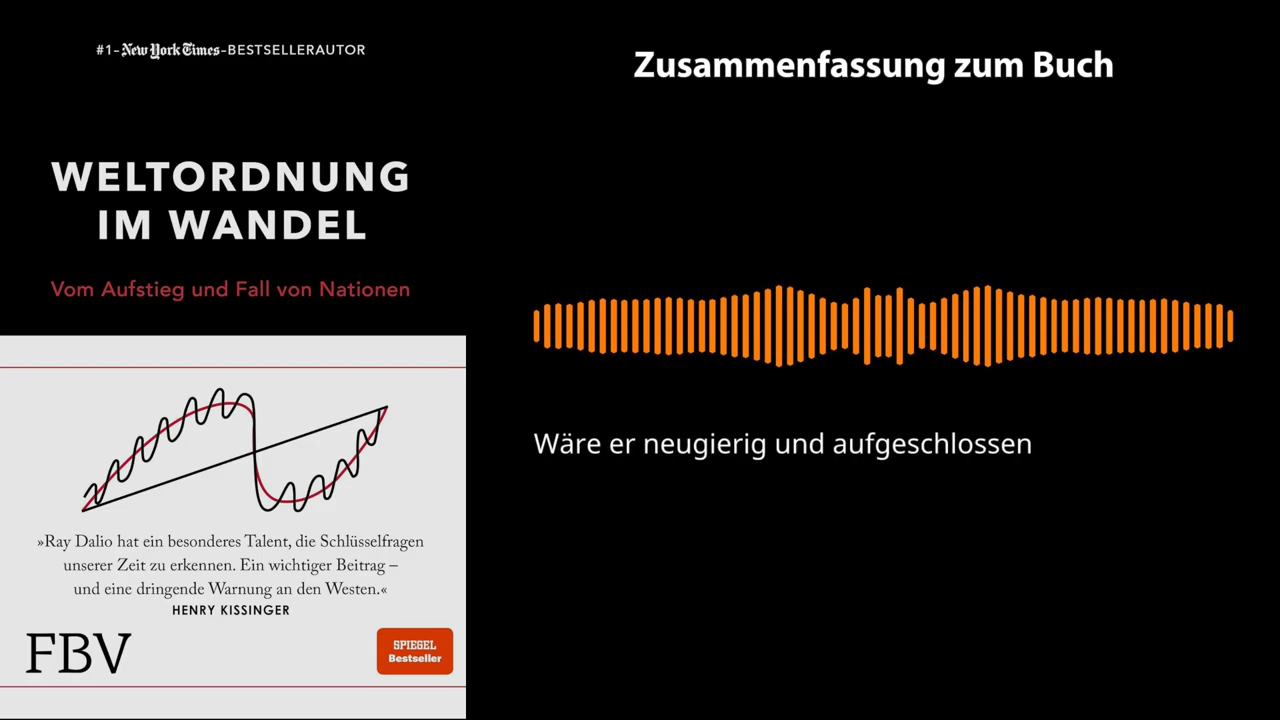 #1-New York Times-BESTSELLERAUTOR
WELTORDNUNG
IM WANDEL
Vom Aufstieg und Fall von Nationen
»Ray Dalio hat ein besonderes Talent, die Schlüsselfragen
unserer Zeit zu erkennen. Ein wichtiger Beitrag –
und eine dringende Warnung an den Westen.«
HENRY KISSINGER
FBV
SPIEGEL
Bestseller
Zusammenfassung zum Buch
Wäre er neugierig und aufgeschlossen